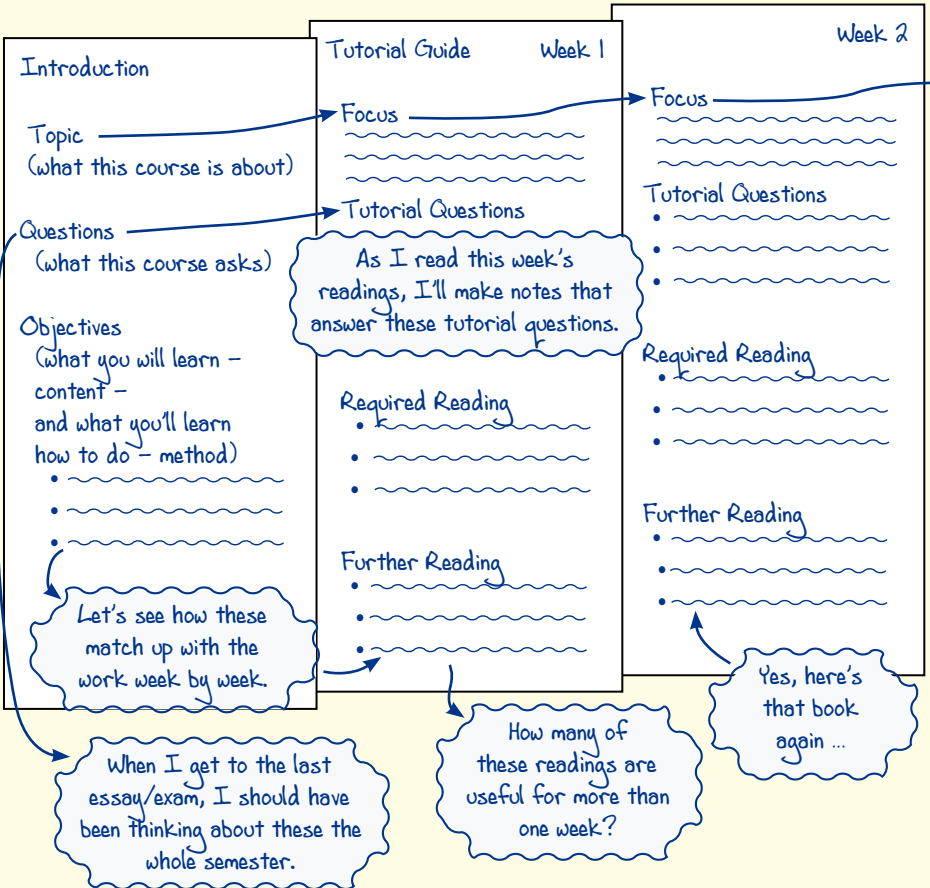 Introduction
Topic
(what this course is about)
Questions
(what this course asks)
Objectives
(what you will learn –
content –
and what you'll learn
how to do – method)
Let's see how these
match up with the
work week by week.
When I get to the last
essay/exam, I should have
been thinking about these the
whole semester.
Tutorial Guide Week 1
Focus
Tutorial Questions
As I read this week's
readings, I'll make notes that
answer these tutorial questions.
Required Reading
Further Reading
How many of
these readings are
useful for more than
one week?
Week 2
Focus
Tutorial Questions
Required Reading
Further Reading
Yes, here's
that book
again ...